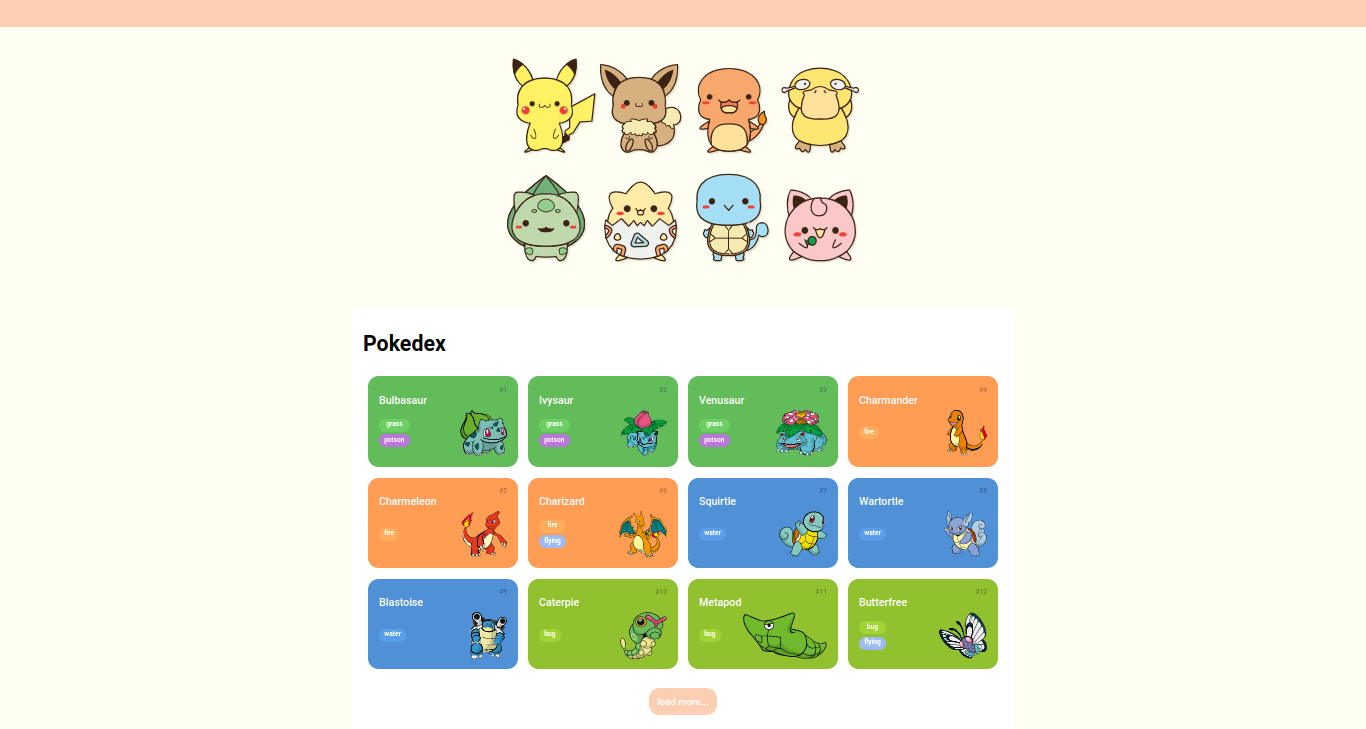 Pokedex
#1
Bulbasaur
grass
poison
#2
Ivysaur
grass
poison
#3
Venusaur
grass
poison
#4
Charmander
fire
#5
Charmeleon
fire
#6
Charizard
fire
flying
#7
Squirtle
water
#8
Wartortle
water
#9
Blastoise
water
#10
Caterpie
bug
#11
Metapod
bug
#12
Butterfree
bug
flying
load more...